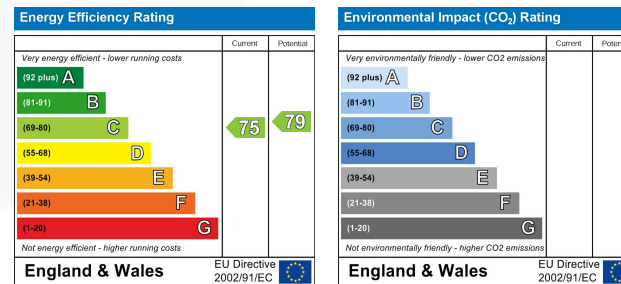 Energy Efficiency Rating
Current Potential
Very energy efficient - lower running costs
(92 plus) A
(81-91) B
(69-80) C
(55-68) D
(39-54) E
(21-38) F
(1-20) G
75
79
Not energy efficient - higher running costs
England & Wales
EU Directive
2002/91/EC
Environmental Impact (CO₂) Rating
Current Poten
Very environmentally friendly - lower CO2 emissions
(92 plus) A
(81-91) B
(69-80) C
(55-68) D
(39-54) E
(21-38) F
(1-20) G
Not environmentally friendly - higher CO2 emissions
England & Wales
EU Directive
2002/91/EC